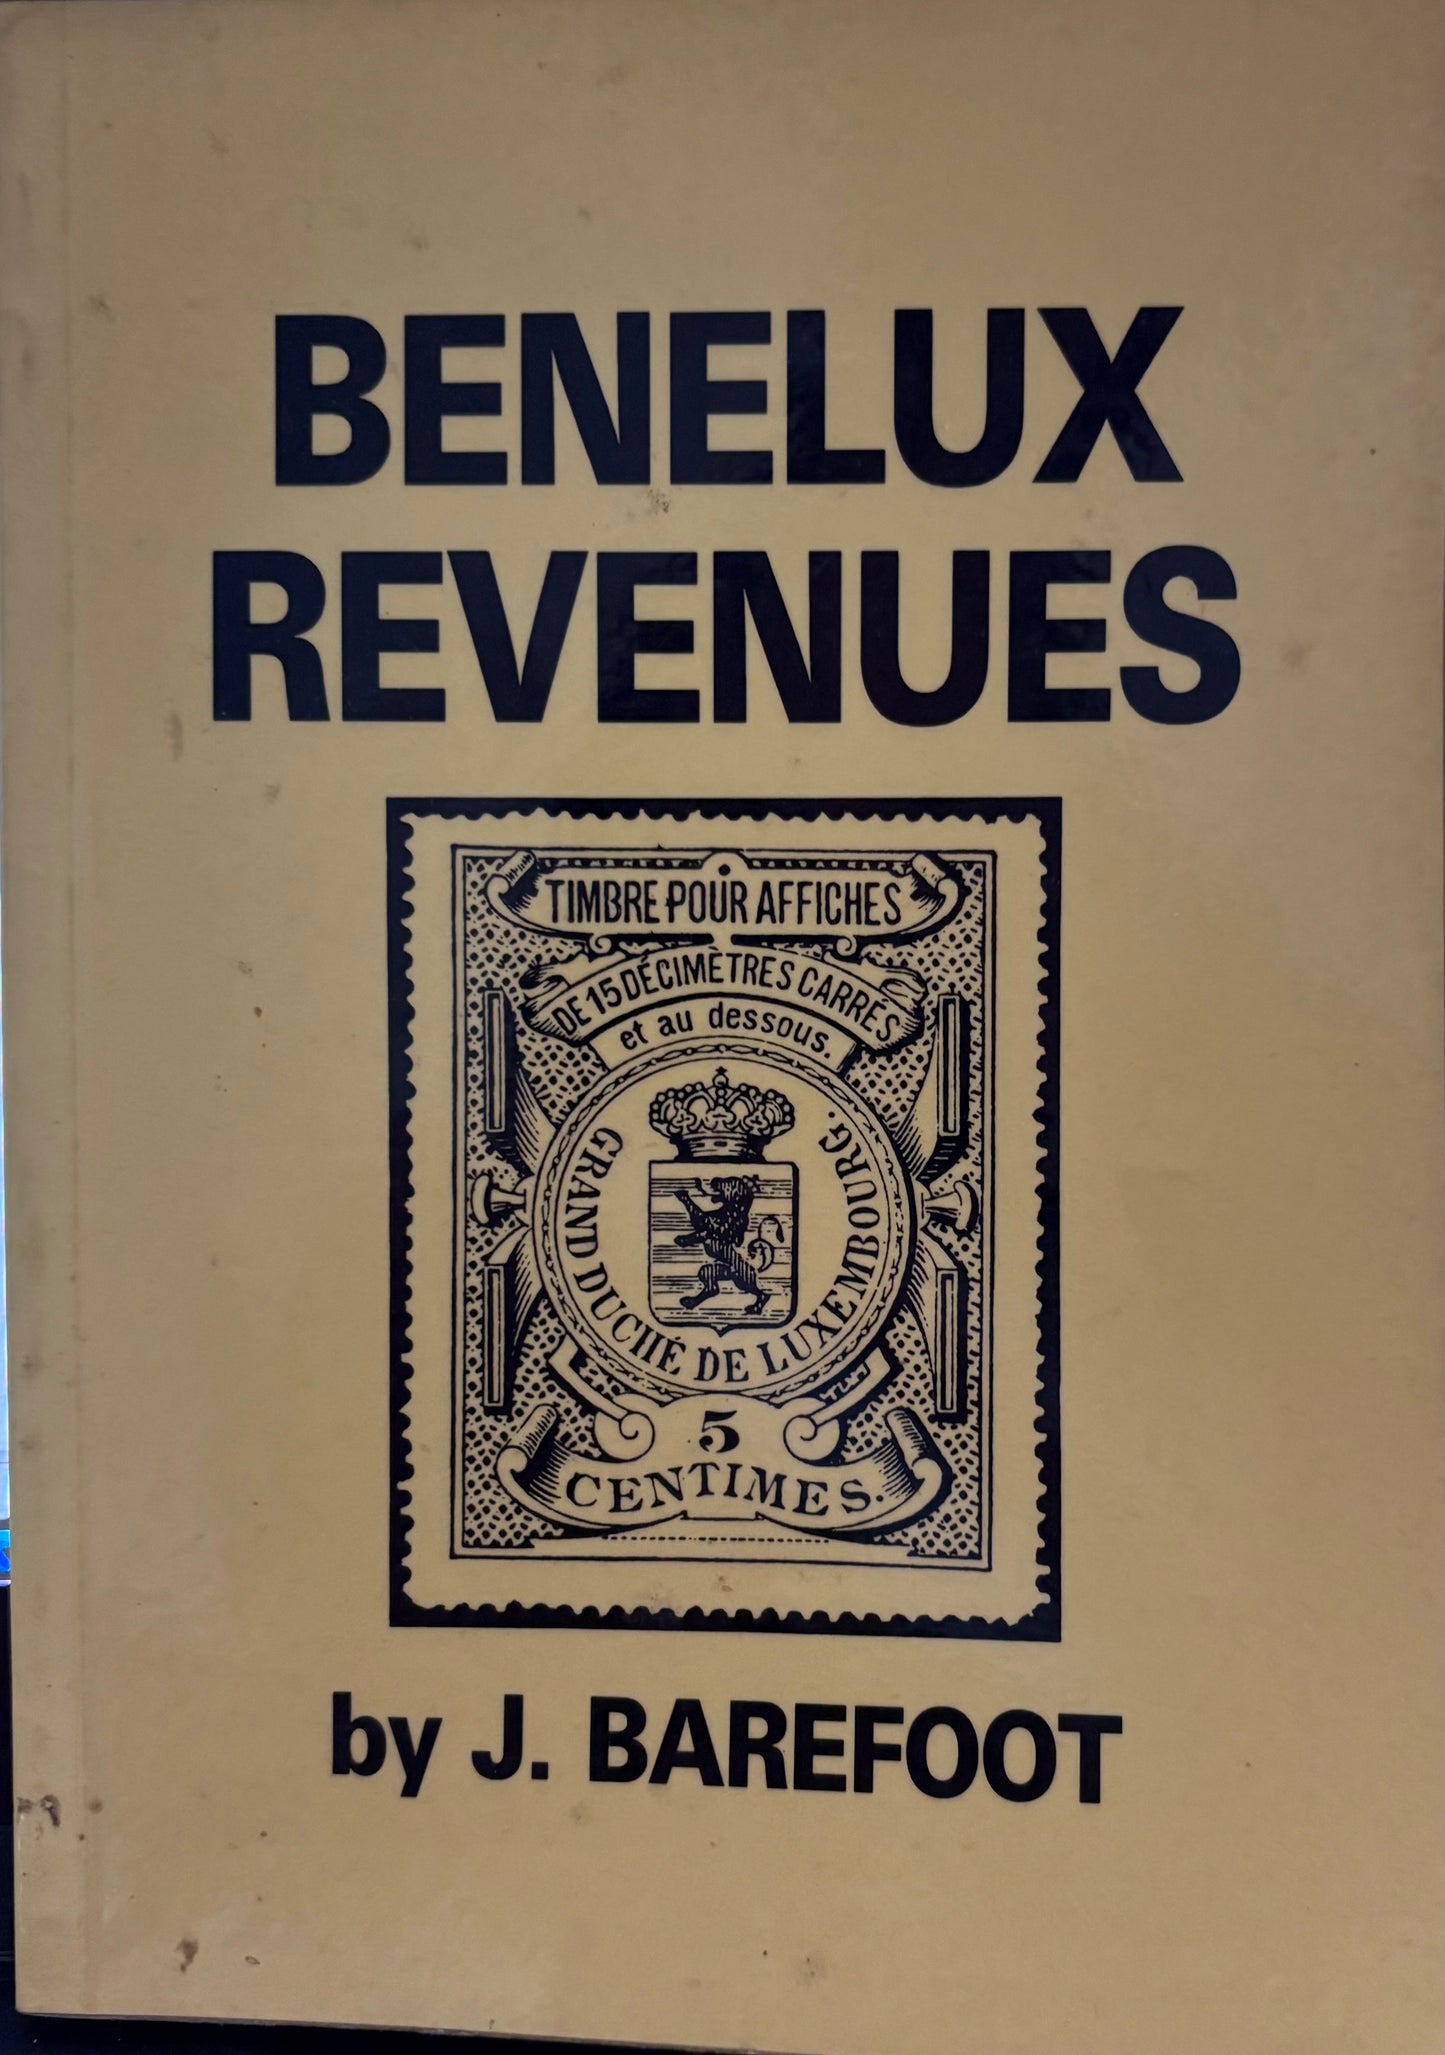 BENELUX
REVENUES
TIMBRE POUR AFFICHES
DE 15 DÉCIMÈTRES CARRÉS
et au dessous.
GRAND DUCHÉ DE LUXEMBOURG.
5
CENTIMES.
by J. BAREFOOT